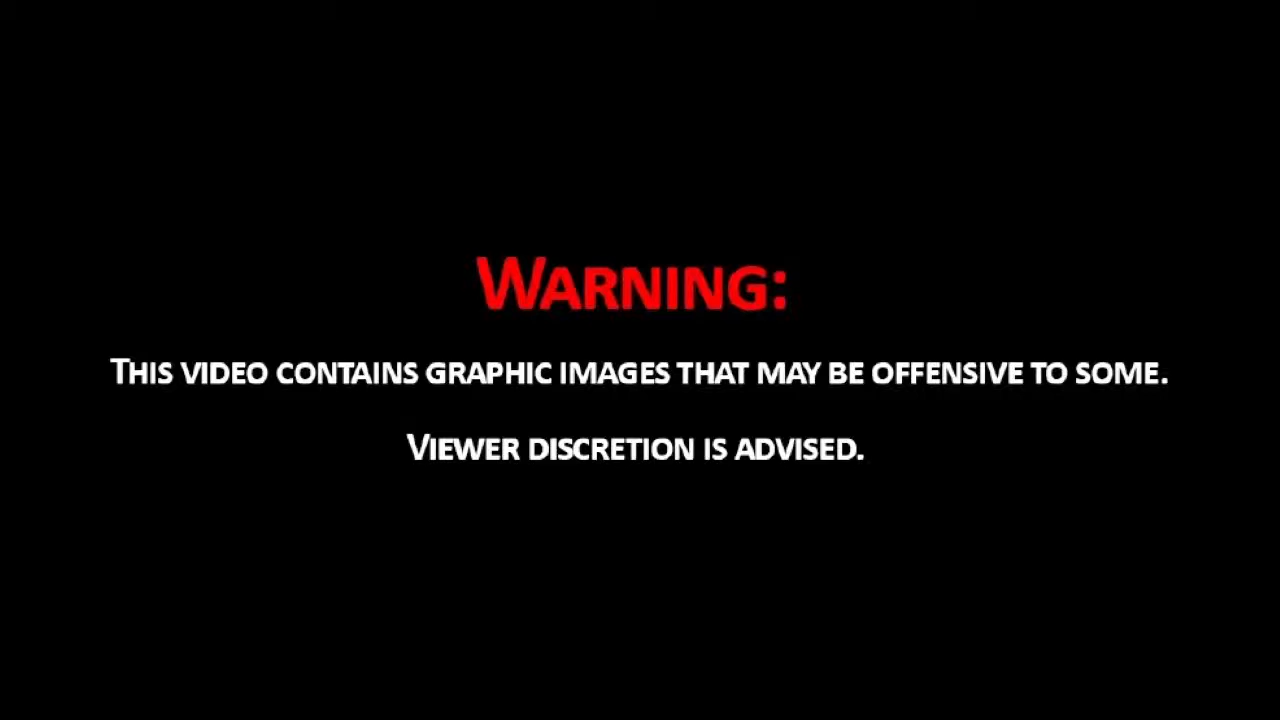 WARNING:
THIS VIDEO CONTAINS GRAPHIC IMAGES THAT MAY BE OFFENSIVE TO SOME.
VIEWER DISCRETION IS ADVISED.